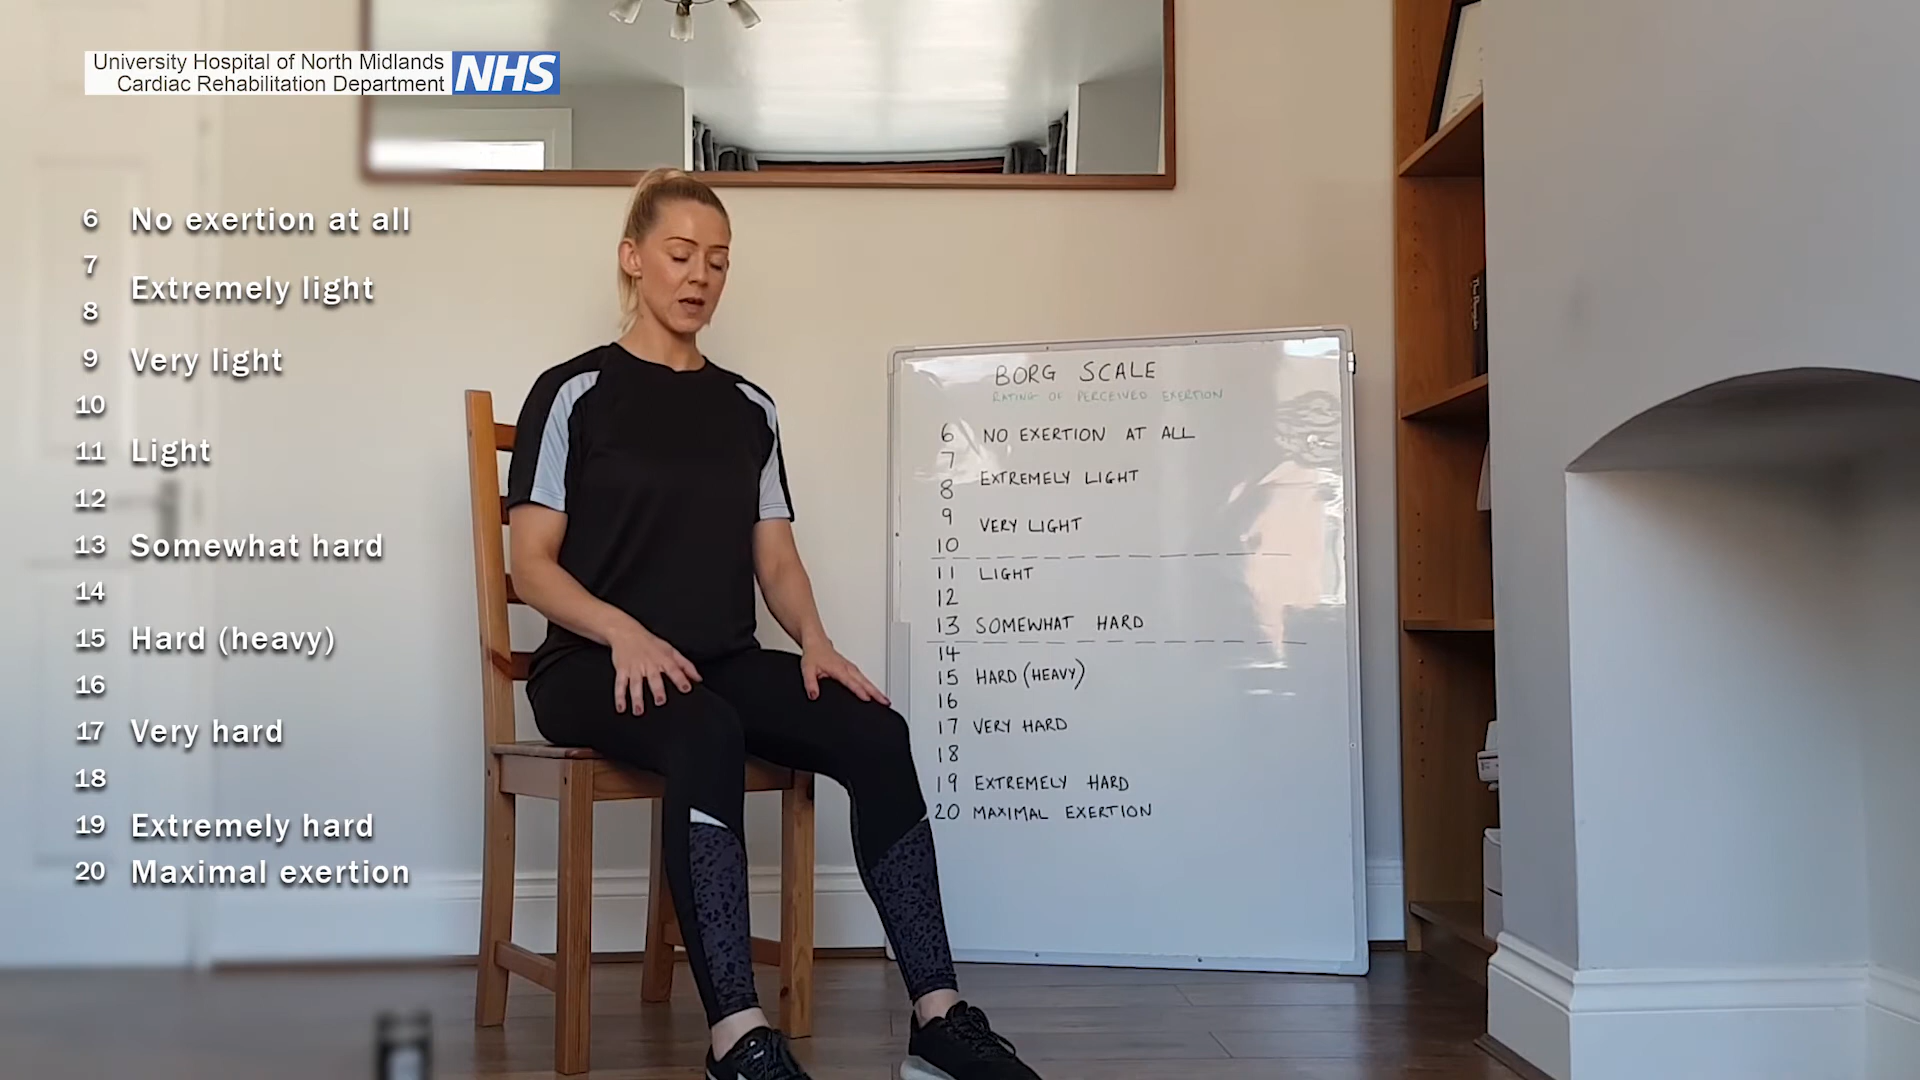 University Hospital of North Midlands
Cardiac Rehabilitation Department
NHS
6 No exertion at all
7
Extremely light
8
9 Very light
10
11 Light
12
13 Somewhat hard
14
15 Hard (heavy)
16
17 Very hard
18
19 Extremely hard
20 Maximal exertion
BORG SCALE
RATING OF PERCEIVED EXERTION
6 NO EXERTION AT ALL
7
EXTREMELY LIGHT
8
9 VERY LIGHT
10
11 LIGHT
12
13 SOMEWHAT HARD
14
15 HARD (HEAVY)
16
17 VERY HARD
18
19 EXTREMELY HARD
20 MAXIMAL EXERTION